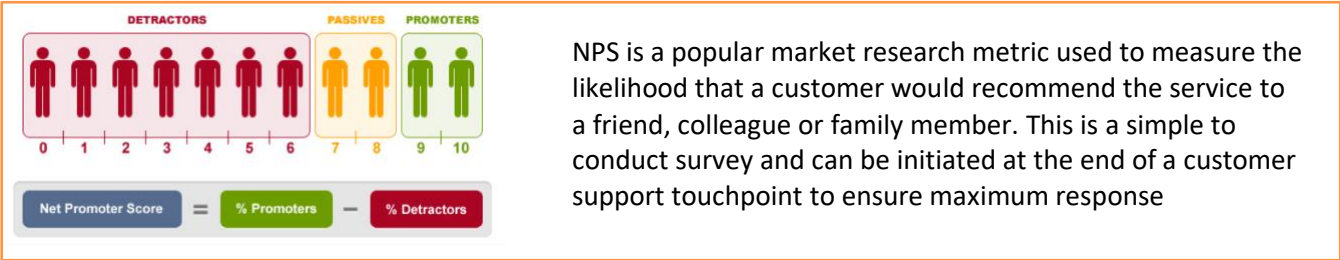 DETRACTORS PASSIVES PROMOTERS
0 1 2 3 4 5 6 7 8 9 10
Net Promoter Score = % Promoters – % Detractors
NPS is a popular market research metric used to measure the
likelihood that a customer would recommend the service to
a friend, colleague or family member. This is a simple to
conduct survey and can be initiated at the end of a customer
support touchpoint to ensure maximum response